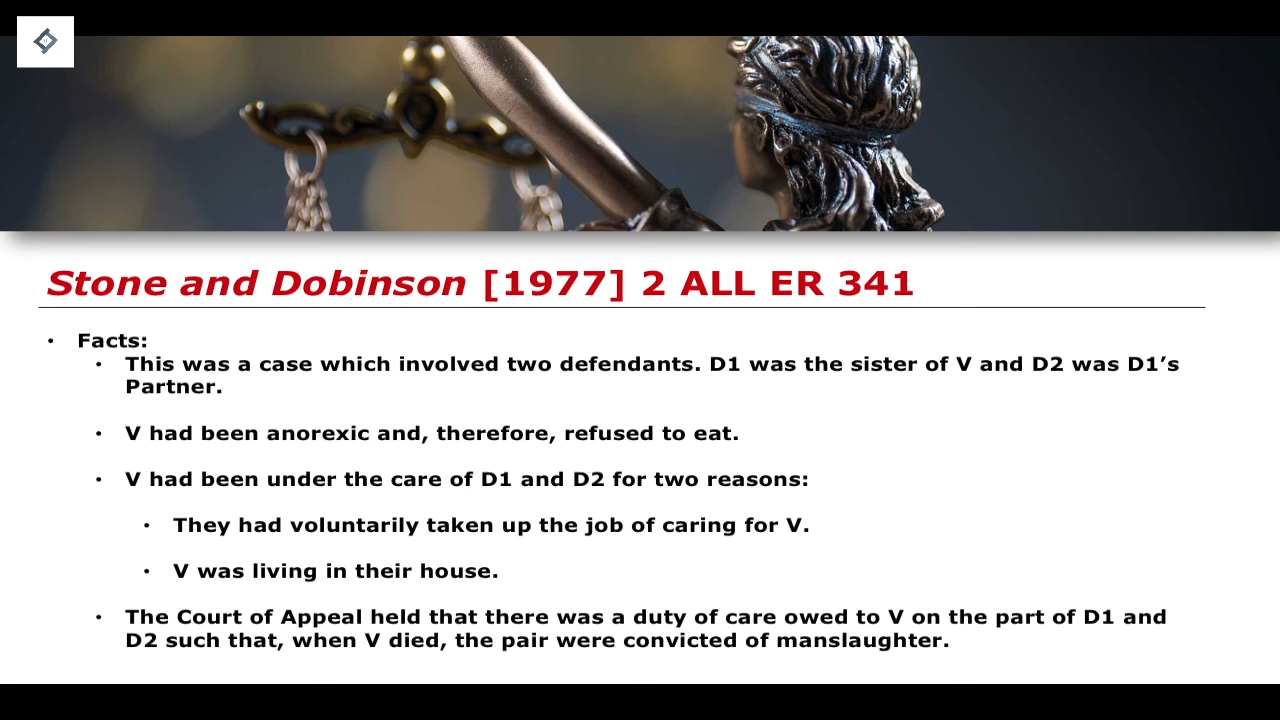 Stone and Dobinson [1977] 2 ALL ER 341
• Facts:
• This was a case which involved two defendants. D1 was the sister of V and D2 was D1’s
Partner.
• V had been anorexic and, therefore, refused to eat.
• V had been under the care of D1 and D2 for two reasons:
• They had voluntarily taken up the job of caring for V.
• V was living in their house.
• The Court of Appeal held that there was a duty of care owed to V on the part of D1 and
D2 such that, when V died, the pair were convicted of manslaughter.